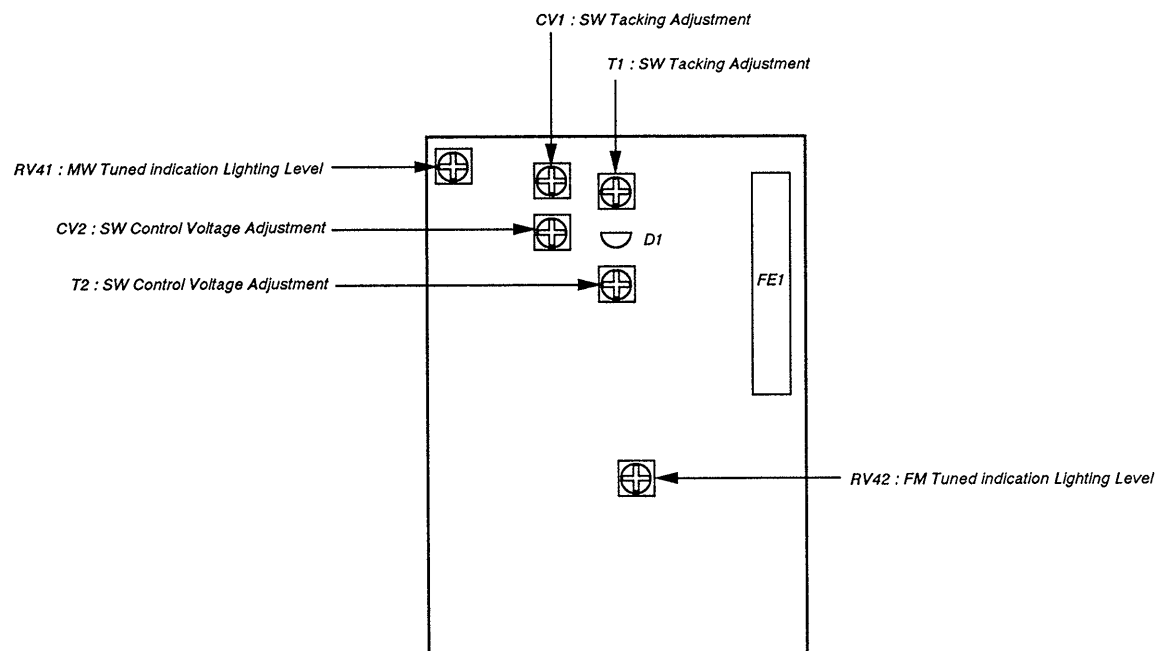 CV1 : SW Tacking Adjustment
T1 : SW Tacking Adjustment
RV41 : MW Tuned indication Lighting Level
CV2 : SW Control Voltage Adjustment
D1
T2 : SW Control Voltage Adjustment
FE1
RV42 : FM Tuned indication Lighting Level